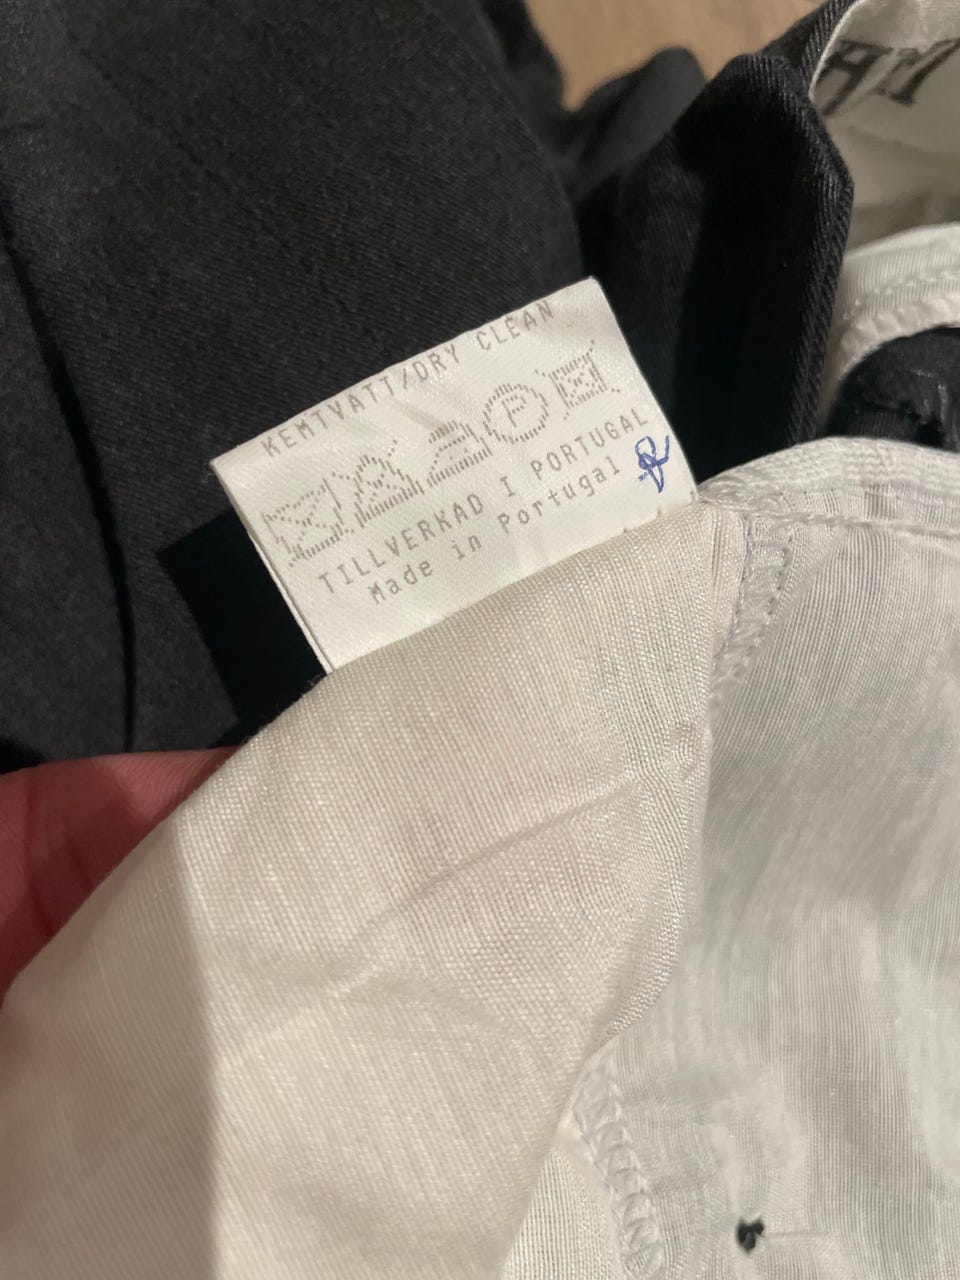 KEMTVATT/DRY CLEAN
P
TILLVERKAD I PORTUGAL
Made in Portugal